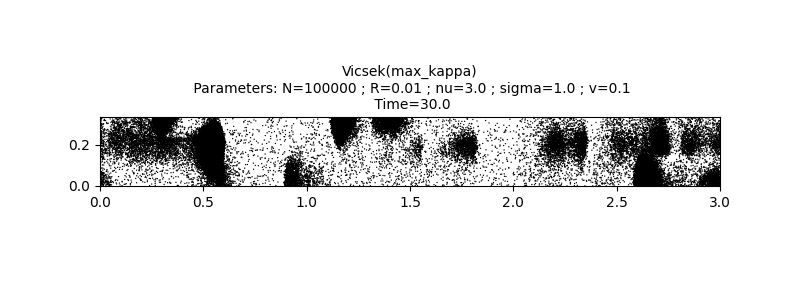 Vicsek(max_kappa)
Parameters: N=100000 ; R=0.01 ; nu=3.0 ; sigma=1.0 ; v=0.1
Time=30.0
0.2
0.0
0.0 0.5 1.0 1.5 2.0 2.5 3.0